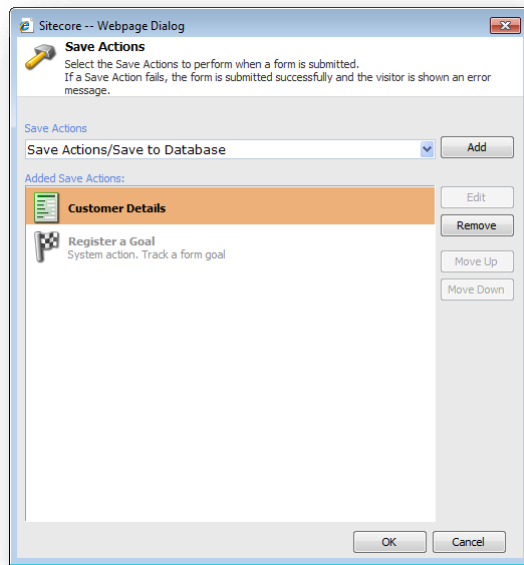 Sitecore -- Webpage Dialog
Save Actions
Select the Save Actions to perform when a form is submitted.
If a Save Action fails, the form is submitted successfully and the visitor is shown an error
message.
Save Actions
Save Actions/Save to Database
Add
Added Save Actions:
Customer Details
Edit
Remove
Register a Goal
System action. Track a form goal
Move Up
Move Down
OK
Cancel